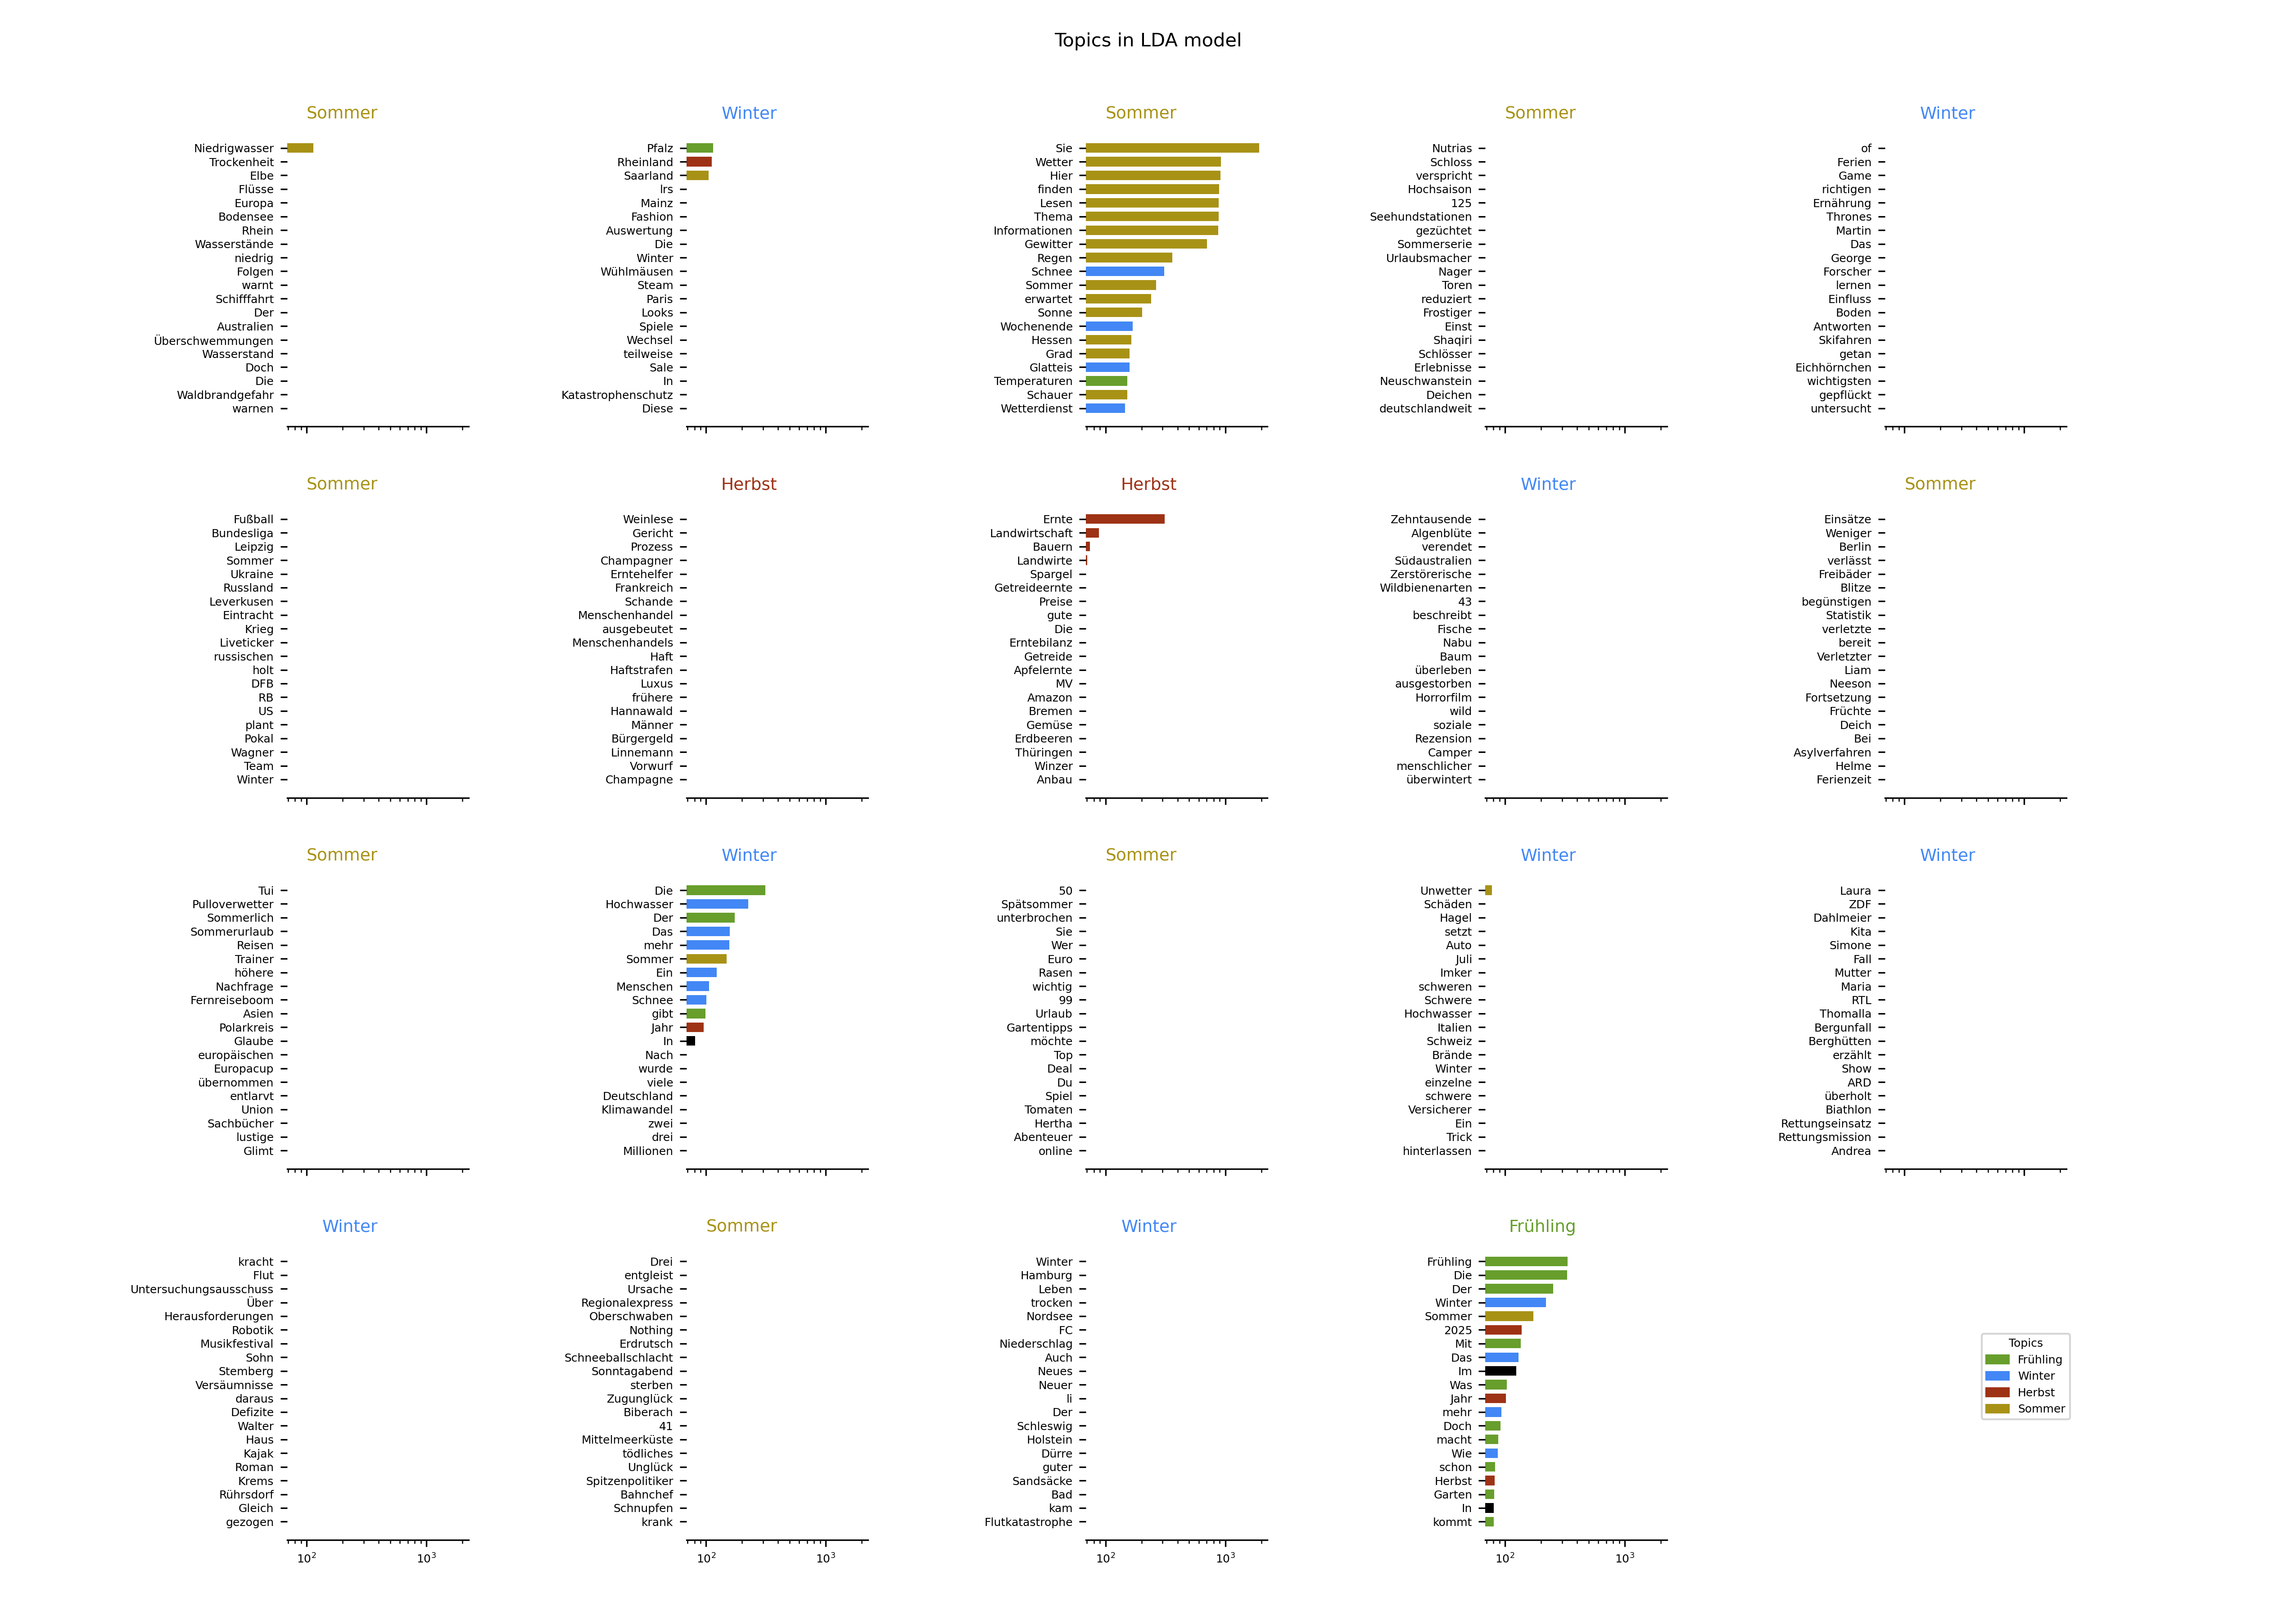 Topics in LDA model
Sommer
Niedrigwasser
Trockenheit
Elbe
Flüsse
Europa
Bodensee
Rhein
Wasserstände
niedrig
Folgen
warnt
Schifffahrt
Der
Australien
Überschwemmungen
Wasserstand
Doch
Die
Waldbrandgefahr
warnen
Winter
Pfalz
Rheinland
Saarland
lrs
Mainz
Fashion
Auswertung
Die
Winter
Wühlmäusen
Steam
Paris
Looks
Spiele
Wechsel
teilweise
Sale
In
Katastrophenschutz
Diese
Sommer
Sie
Wetter
Hier
finden
Lesen
Thema
Informationen
Gewitter
Regen
Schnee
Sommer
erwartet
Sonne
Wochenende
Hessen
Grad
Glatteis
Temperaturen
Schauer
Wetterdienst
Sommer
Nutrias
Schloss
verspricht
Hochsaison
125
Seehundstationen
gezüchtet
Sommerserie
Urlaubsmacher
Nager
Toren
reduziert
Frostiger
Einst
Shaqiri
Schlösser
Erlebnisse
Neuschwanstein
Deichen
deutschlandweit
Winter
of
Ferien
Game
richtigen
Ernährung
Thrones
Martin
Das
George
Forscher
lernen
Einfluss
Boden
Antworten
Skifahren
getan
Eichhörnchen
wichtigsten
gepflückt
untersucht
Sommer
Fußball
Bundesliga
Leipzig
Sommer
Ukraine
Russland
Leverkusen
Eintracht
Krieg
Liveticker
russischen
holt
DFB
RB
US
plant
Pokal
Wagner
Team
Winter
Herbst
Weinlese
Gericht
Prozess
Champagner
Erntehelfer
Frankreich
Schande
Menschenhandel
ausgebeutet
Menschenhandels
Haft
Haftstrafen
Luxus
frühere
Hannawald
Männer
Bürgergeld
Linnemann
Vorwurf
Champagne
Herbst
Ernte
Landwirtschaft
Bauern
Landwirte
Spargel
Getreideernte
Preise
gute
Die
Erntebilanz
Getreide
Apfelernte
MV
Amazon
Bremen
Gemüse
Erdbeeren
Thüringen
Winzer
Anbau
Winter
Zehntausende
Algenblüte
verendet
Südaustralien
Zerstörerische
Wildbienenarten
43
beschreibt
Fische
Nabu
Baum
überleben
ausgestorben
Horrorfilm
wild
soziale
Rezension
Camper
menschlicher
überwintert
Sommer
Einsätze
Weniger
Berlin
verlässt
Freibäder
Blitze
begünstigen
Statistik
verletzte
bereit
Verletzter
Liam
Neeson
Fortsetzung
Früchte
Deich
Bei
Asylverfahren
Helme
Ferienzeit
Sommer
Tui
Pulloverwetter
Sommerlich
Sommerurlaub
Reisen
Trainer
höhere
Nachfrage
Fernreiseboom
Asien
Polarkreis
Glaube
europäischen
Europacup
übernommen
entlarvt
Union
Sachbücher
lustige
Glimt
Winter
Die
Hochwasser
Der
Das
mehr
Sommer
Ein
Menschen
Schnee
gibt
Jahr
In
Nach
wurde
viele
Deutschland
Klimawandel
zwei
drei
Millionen
Sommer
50
Spätsommer
unterbrochen
Sie
Wer
Euro
Rasen
wichtig
99
Urlaub
Gartentipps
möchte
Top
Deal
Du
Spiel
Tomaten
Hertha
Abenteuer
online
Winter
Unwetter
Schäden
Hagel
setzt
Auto
Juli
Imker
schweren
Schwere
Hochwasser
Italien
Schweiz
Brände
Winter
einzelne
schwere
Versicherer
Ein
Trick
hinterlassen
Winter
Laura
ZDF
Dahlmeier
Kita
Simone
Fall
Mutter
Maria
RTL
Thomalla
Bergunfall
Berghütten
erzählt
Show
ARD
überholt
Biathlon
Rettungseinsatz
Rettungsmission
Andrea
Winter
kracht
Flut
Untersuchungsausschuss
Über
Herausforderungen
Robotik
Musikfestival
Sohn
Stemberg
Versäumnisse
daraus
Defizite
Walter
Haus
Kajak
Roman
Krems
Rührsdorf
Gleich
gezogen
10² 10³
Sommer
Drei
entgleist
Ursache
Regionalexpress
Oberschwaben
Nothing
Erdrutsch
Schneeballschlacht
Sonntagabend
sterben
Zugunglück
Biberach
41
Mittelmeerküste
tödliches
Unglück
Spitzenpolitiker
Bahnchef
Schnupfen
krank
10² 10³
Winter
Winter
Hamburg
Leben
trocken
Nordsee
FC
Niederschlag
Auch
Neues
Neuer
li
Der
Schleswig
Holstein
Dürre
guter
Sandsäcke
Bad
kam
Flutkatastrophe
10² 10³
Frühling
Frühling
Die
Der
Winter
Sommer
2025
Mit
Das
Im
Was
Jahr
mehr
Doch
macht
Wie
schon
Herbst
Garten
In
kommt
10² 10³
Topics
Frühling
Winter
Herbst
Sommer